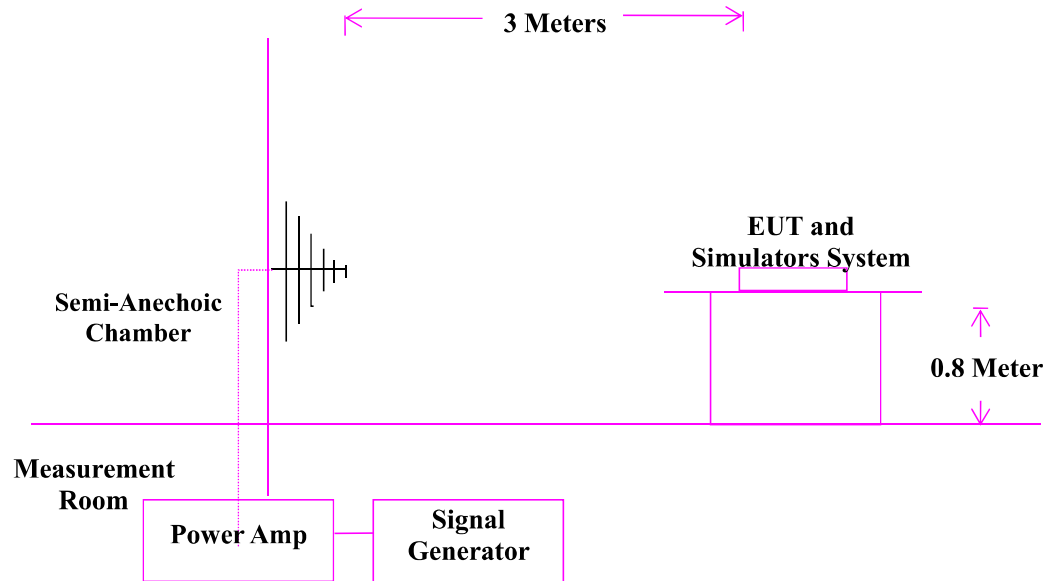 3 Meters
EUT and
Simulators System
Semi-Anechoic
Chamber
0.8 Meter
Measurement
Room
Power Amp
Signal
Generator